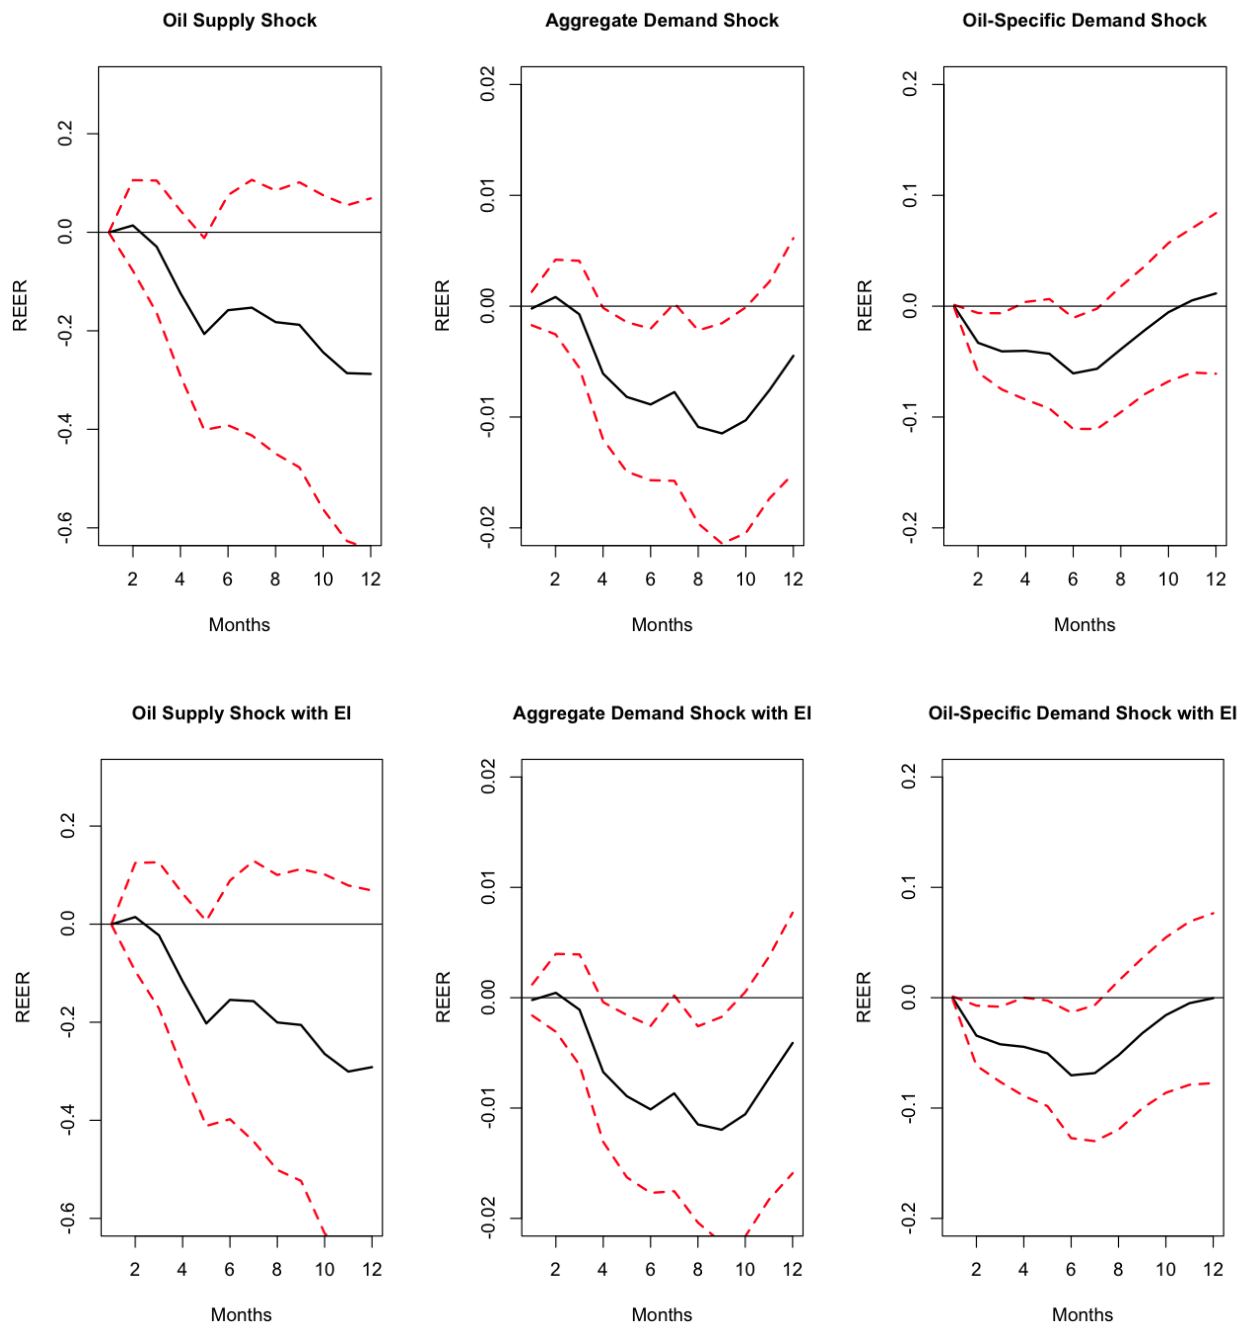 Oil Supply Shock
REER
0.2
0.0
-0.2
-0.4
-0.6
2 4 6 8 10 12
Months
Aggregate Demand Shock
REER
0.02
0.01
0.00
-0.01
-0.02
2 4 6 8 10 12
Months
Oil-Specific Demand Shock
REER
0.2
0.1
0.0
-0.1
-0.2
2 4 6 8 10 12
Months
Oil Supply Shock with EI
REER
0.2
0.0
-0.2
-0.4
-0.6
2 4 6 8 10 12
Months
Aggregate Demand Shock with EI
REER
0.02
0.01
0.00
-0.01
-0.02
2 4 6 8 10 12
Months
Oil-Specific Demand Shock with EI
REER
0.2
0.1
0.0
-0.1
-0.2
2 4 6 8 10 12
Months